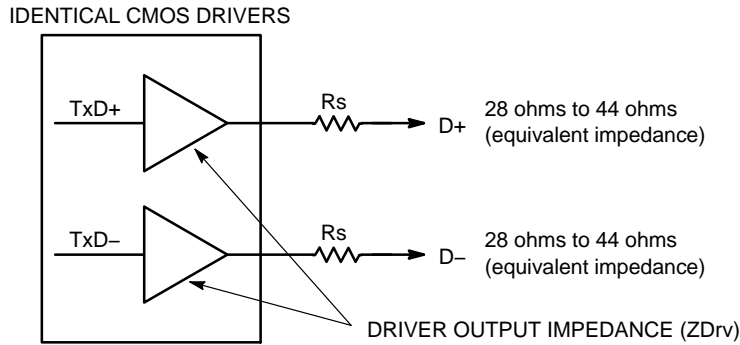 IDENTICAL CMOS DRIVERS
TxD+
Rs
D+
28 ohms to 44 ohms
(equivalent impedance)
TxD−
Rs
D−
28 ohms to 44 ohms
(equivalent impedance)
DRIVER OUTPUT IMPEDANCE (ZDrv)